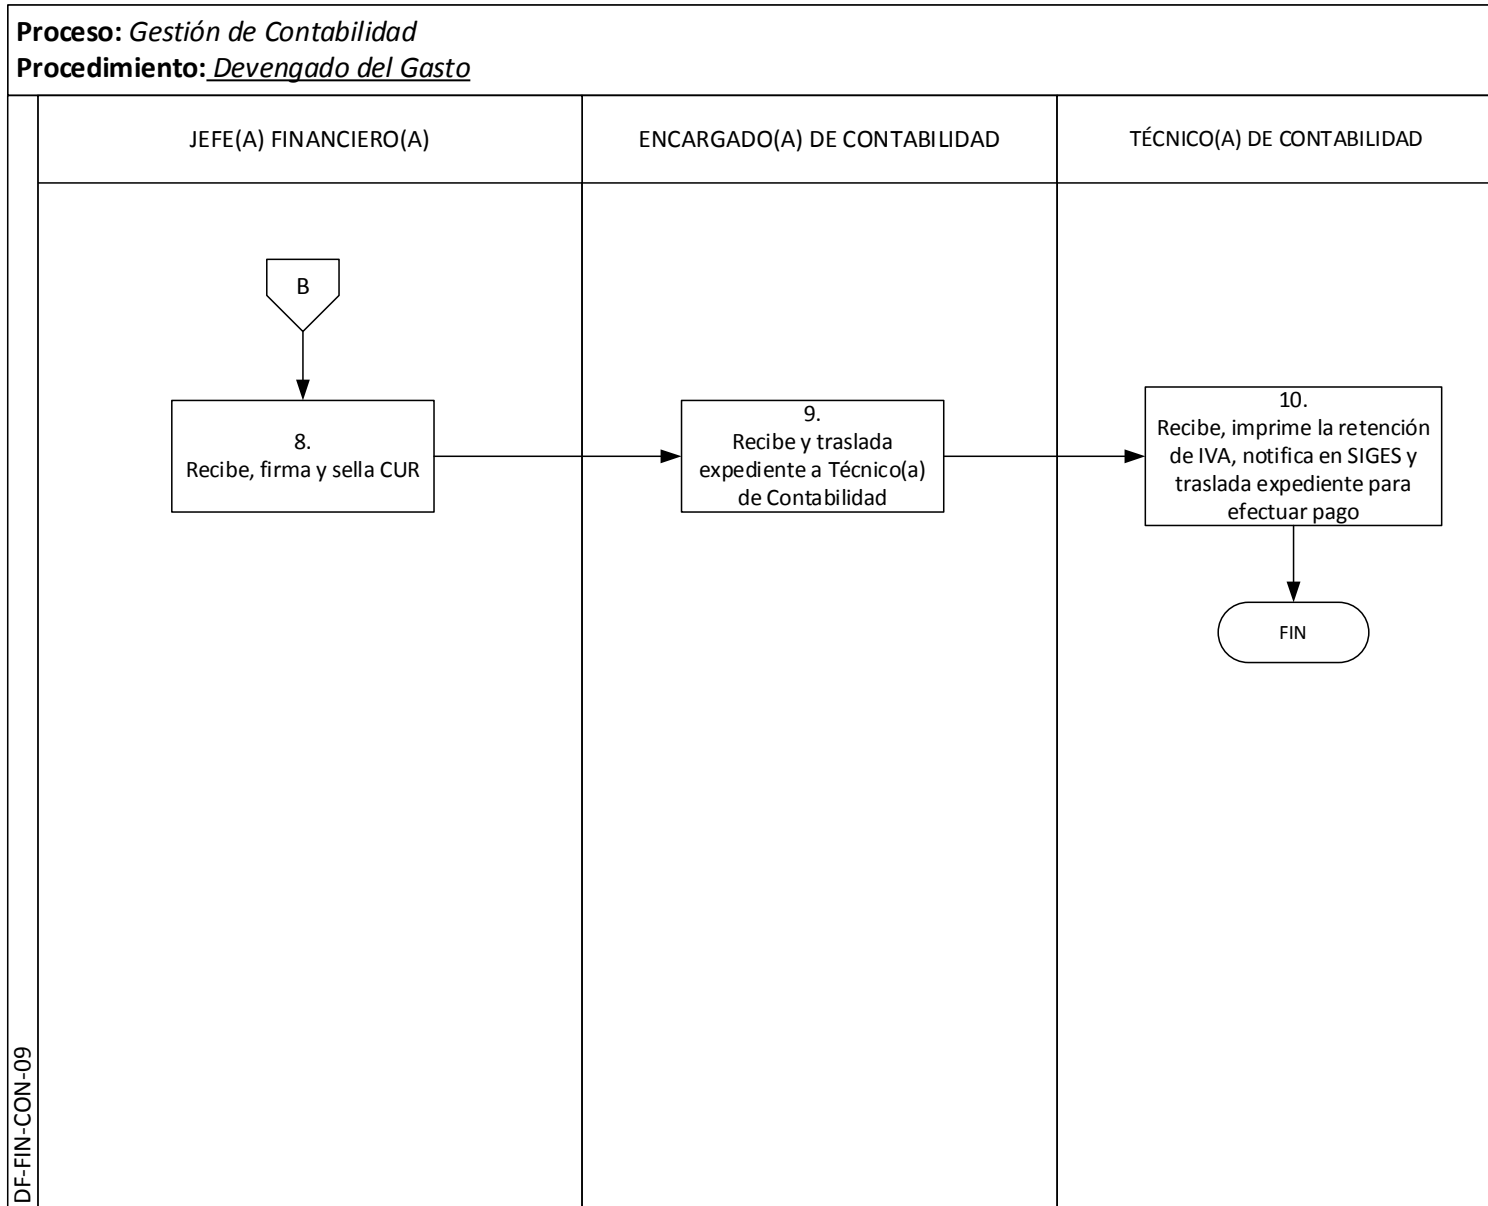 Proceso: Gestión de Contabilidad
Procedimiento: Devengado del Gasto
JEFE(A) FINANCIERO(A)
ENCARGADO(A) DE CONTABILIDAD
TÉCNICO(A) DE CONTABILIDAD
B
8.
Recibe, firma y sella CUR
9.
Recibe y traslada
expediente a Técnico(a)
de Contabilidad
10.
Recibe, imprime la retención
de IVA, notifica en SIGES y
traslada expediente para
efectuar pago
FIN
DF-FIN-CON-09